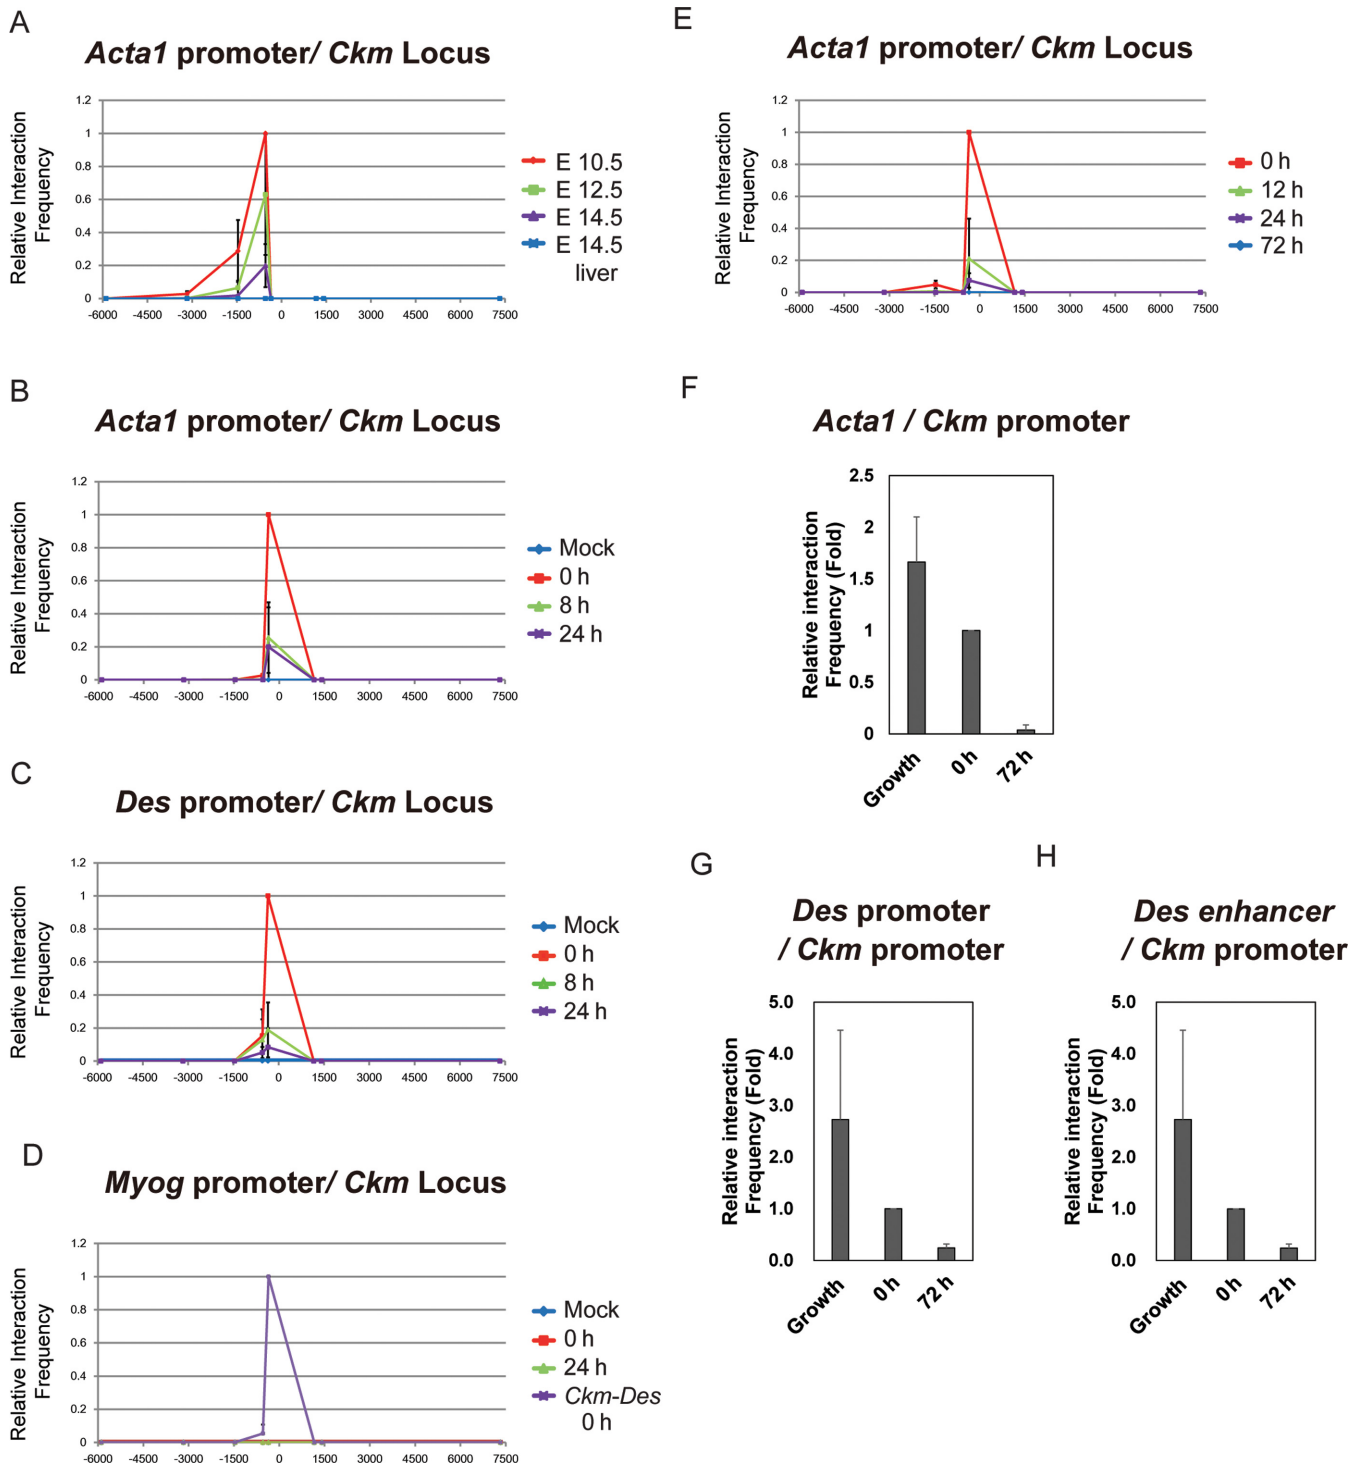 A
Acta1 promoter/ Ckm Locus
Relative Interaction
Frequency
1.2
1
0.8
0.6
0.4
0.2
0
-6000 -4500 -3000 -1500 0 1500 3000 4500 6000 7500
E 10.5
E 12.5
E 14.5
E 14.5
liver
B
Acta1 promoter/ Ckm Locus
Relative Interaction
Frequency
1.2
1
0.8
0.6
0.4
0.2
0
-6000 -4500 -3000 -1500 0 1500 3000 4500 6000 7500
Mock
0 h
8 h
24 h
C
Des promoter/ Ckm Locus
Relative Interaction
Frequency
1.2
1
0.8
0.6
0.4
0.2
0
-6000 -4500 -3000 -1500 0 1500 3000 4500 6000 7500
Mock
0 h
8 h
24 h
D
Myog promoter/ Ckm Locus
Relative Interaction
Frequency
1.2
1
0.8
0.6
0.4
0.2
0
-6000 -4500 -3000 -1500 0 1500 3000 4500 6000 7500
Mock
0 h
24 h
Ckm-Des
0 h
E
Acta1 promoter/ Ckm Locus
Relative Interaction
Frequency
1.2
1
0.8
0.6
0.4
0.2
0
-6000 -4500 -3000 -1500 0 1500 3000 4500 6000 7500
0 h
12 h
24 h
72 h
F
Acta1 / Ckm promoter
Relative interaction
Frequency (Fold)
2.5
2
1.5
1
0.5
0
Growth 0 h 72 h
G
Des promoter
/ Ckm promoter
Relative interaction
Frequency (Fold)
5.0
4.0
3.0
2.0
1.0
0.0
Growth 0 h 72 h
H
Des enhancer
/ Ckm promoter
Relative interaction
Frequency (Fold)
5.0
4.0
3.0
2.0
1.0
0.0
Growth 0 h 72 h